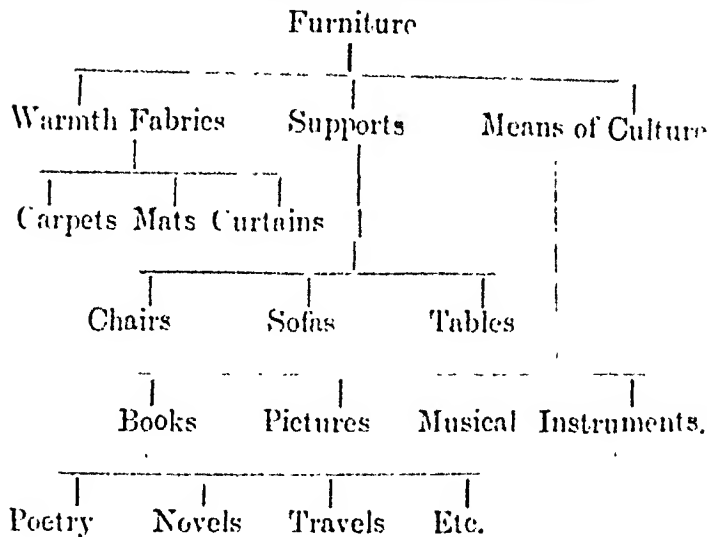 Furniture
Warmth Fabrics Supports Means of Culture
Carpets Mats Curtains
Chairs Sofas Tables
Books Pictures Musical Instruments.
Poetry Novels Travels Etc.